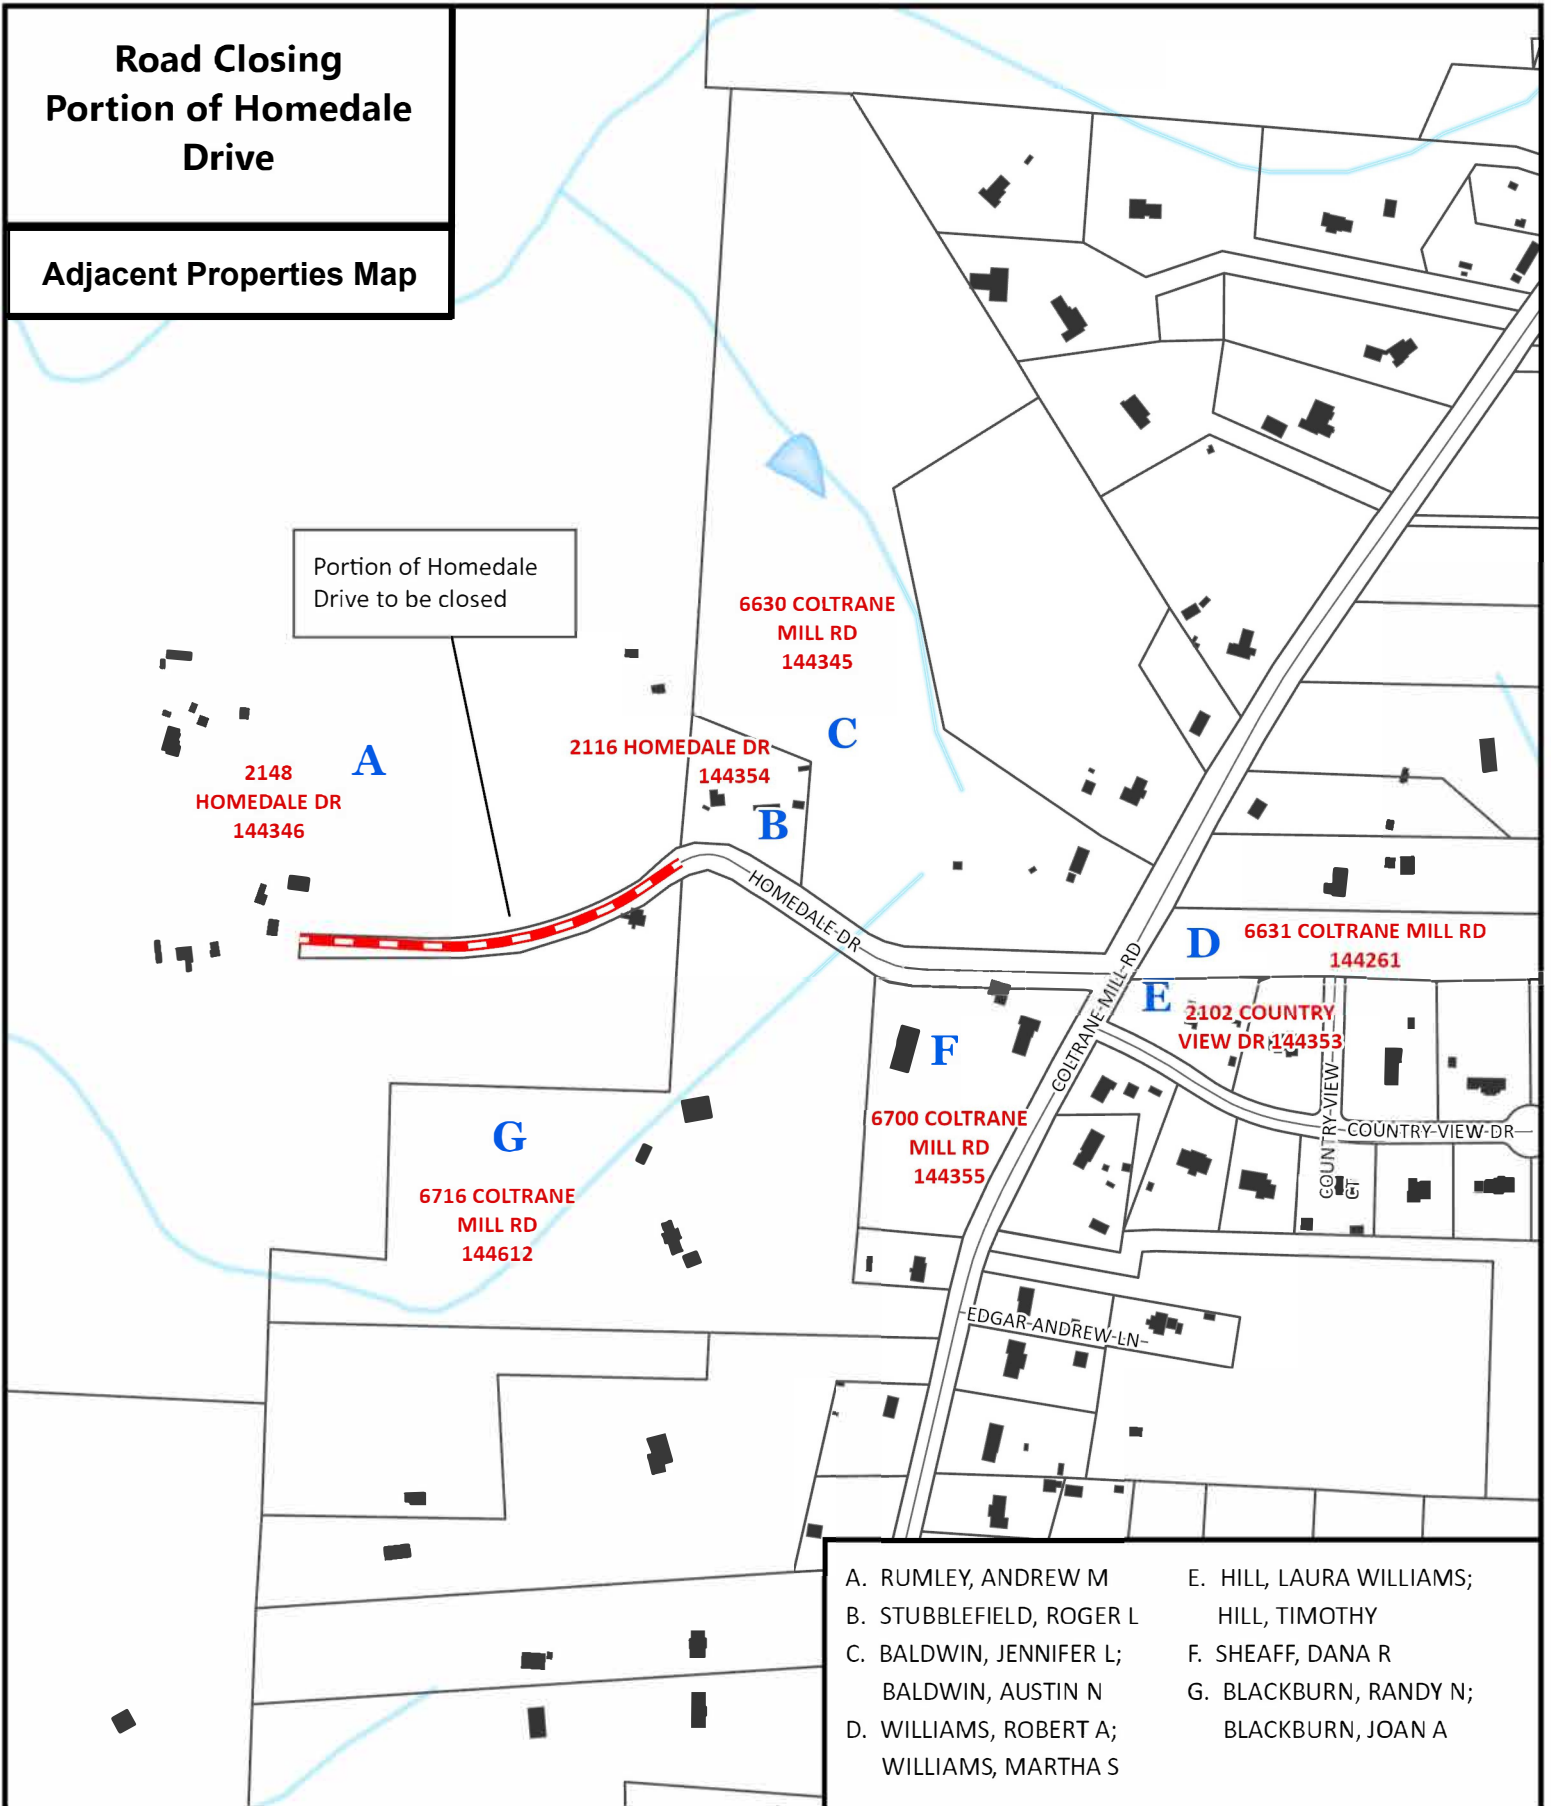 Road Closing
Portion of Homedale
Drive
Adjacent Properties Map
Portion of Homedale
Drive to be closed
6630 COLTRANE
MILL RD
144345
C
2116 HOMEDALE DR
144354
B
A
2148
HOMEDALE DR
144346
HOMEDALE DR
COLTRANE MILL RD
D
6631 COLTRANE MILL RD
144261
E
2102 COUNTRY
VIEW DR 144353
F
6700 COLTRANE
MILL RD
144355
COUNTRY VIEW
CT
COUNTRY VIEW DR
G
6716 COLTRANE
MILL RD
144612
EDGAR ANDREW LN
A. RUMLEY, ANDREW M
B. STUBBLEFIELD, ROGER L
C. BALDWIN, JENNIFER L;
BALDWIN, AUSTIN N
D. WILLIAMS, ROBERT A;
WILLIAMS, MARTHA S
E. HILL, LAURA WILLIAMS;
HILL, TIMOTHY
F. SHEAFF, DANA R
G. BLACKBURN, RANDY N;
BLACKBURN, JOAN A